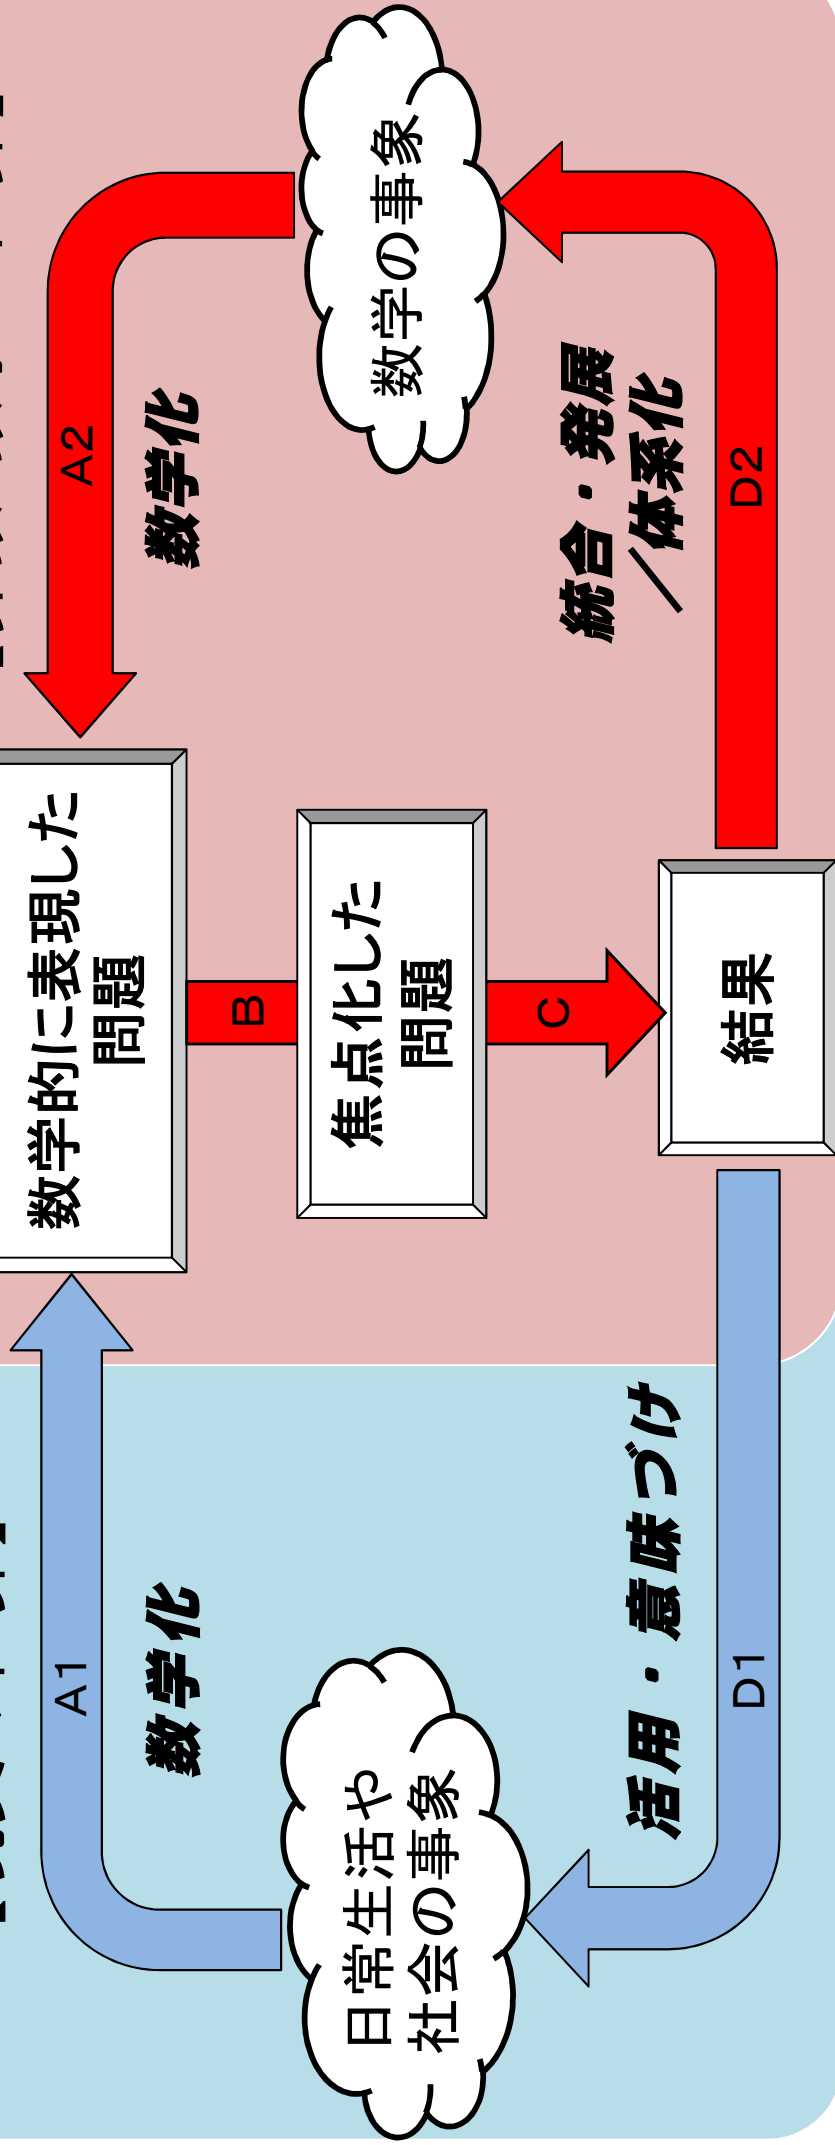 数学的に表現した
問題
A1
A2
数学化
数学化
日常生活や
社会の事象
B
焦点化した
問題
数学の事象
C
活用・意味づけ
統合・発展
／体系化
D1
結果
D2